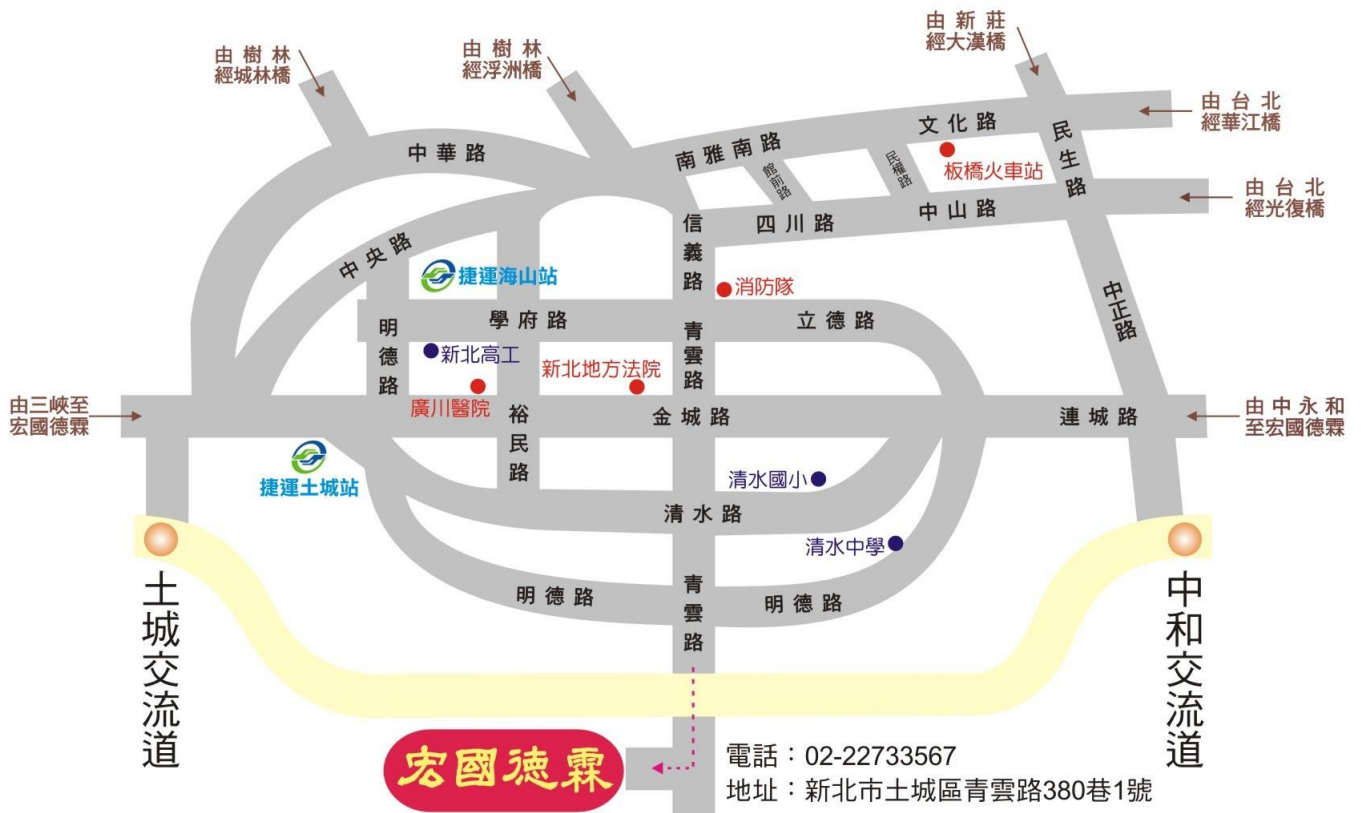 由新莊
經大漢橋
由樹林
經城林橋
由樹林
經浮洲橋
由台北
經華江橋
文化路
民生路
南雅南路
中華路
館前路
民權路
板橋火車站
由台北
經光復橋
中山路
四川路
信義路
中央路
捷運海山站
消防隊
中正路
學府路
青雲路
立德路
明德路
新北高工
新北地方法院
廣川醫院
由三峽至
宏國德霖
裕民路
金城路
連城路
由中永和
至宏國德霖
捷運土城站
清水國小
清水路
清水中學
土城交流道
明德路
青雲路
明德路
中和交流道
宏國德霖
電話：02-22733567
地址：新北市土城區青雲路380巷1號